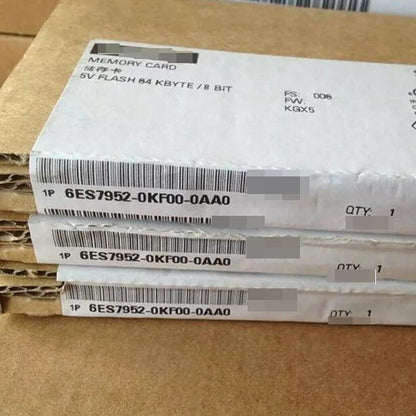 MEMORY CARD
储存卡
5V FLASH 64 KBYTE / 8 BIT
FS: 006
FW:
KGX5
1P 6ES7952-0KF00-0AA0
QTY: 1
1P 6ES7952-0KF00-0AA0
QTY: 1
1P 6ES7952-0KF00-0AA0
QTY: 1